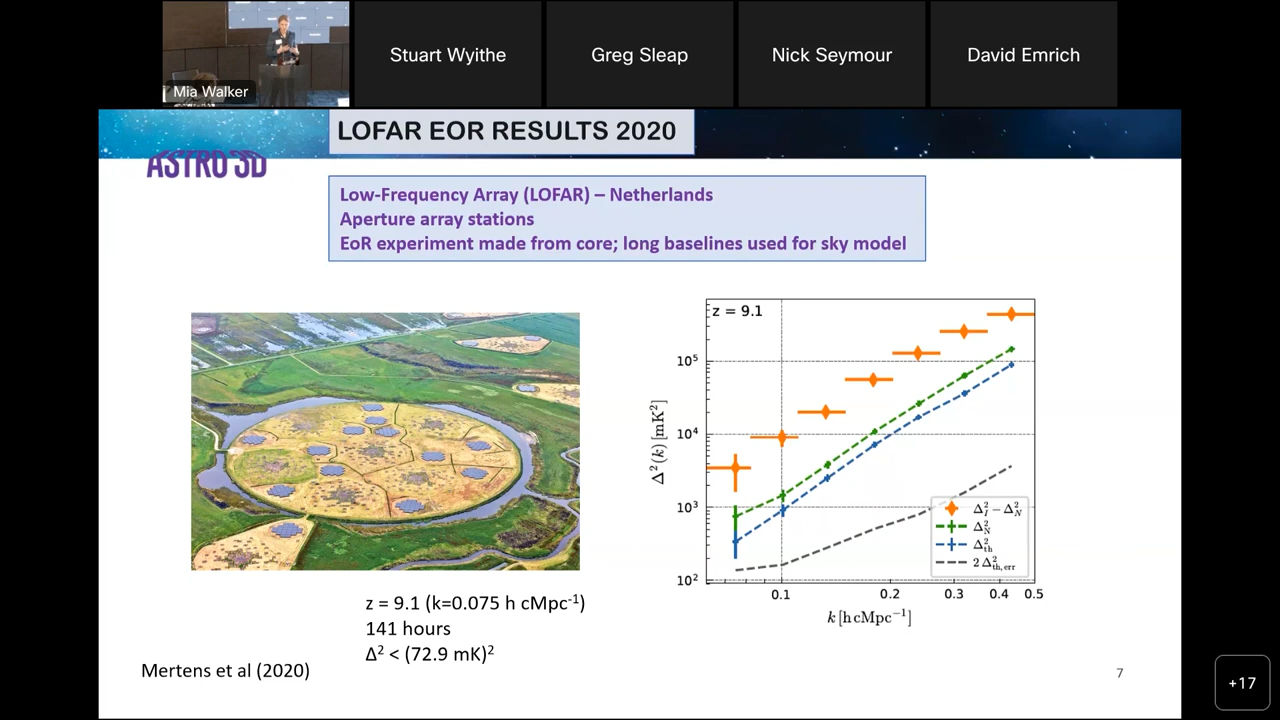 Mia Walker
Stuart Wyithe
Greg Sleap
Nick Seymour
David Emrich
LOFAR EOR RESULTS 2020
ASTRO 3D
Low-Frequency Array (LOFAR) – Netherlands
Aperture array stations
EoR experiment made from core; long baselines used for sky model
z = 9.1
10⁵
10⁴
10³
10²
Δ²(k) [mK²]
Δ²_I − Δ²_N
Δ²_N
Δ²_th
2 Δ²_th,err
0.1
0.2
0.3
0.4
0.5
k [h cMpc⁻¹]
z = 9.1 (k=0.075 h cMpc⁻¹)
141 hours
Δ² < (72.9 mK)²
Mertens et al (2020)
7
+17